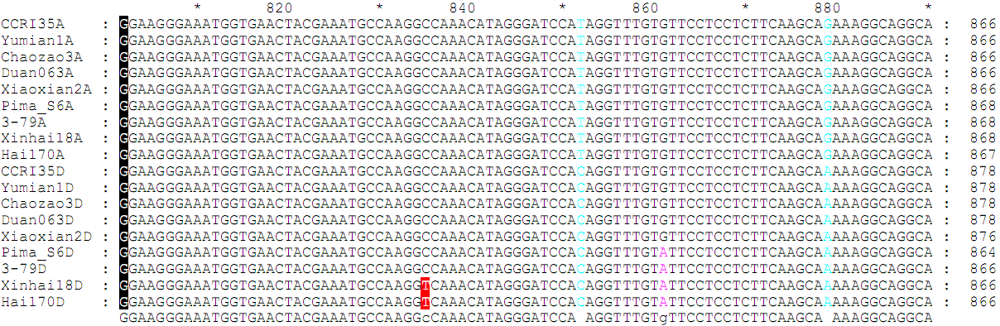 * 820 * 840 * 860 * 880 *
CCRI35A : GGAAGGGAAATGGTGAACTACGAAATGCCAAGGCCAAACATAGGGATCCATAGGTTTGTGTTCCTCCTCTTCAAGCAGAAAGGCAGGCA : 866
Yumian1A : GGAAGGGAAATGGTGAACTACGAAATGCCAAGGCCAAACATAGGGATCCATAGGTTTGTGTTCCTCCTCTTCAAGCAGAAAGGCAGGCA : 866
Chaozao3A : GGAAGGGAAATGGTGAACTACGAAATGCCAAGGCCAAACATAGGGATCCATAGGTTTGTGTTCCTCCTCTTCAAGCAGAAAGGCAGGCA : 866
Duan063A : GGAAGGGAAATGGTGAACTACGAAATGCCAAGGCCAAACATAGGGATCCATAGGTTTGTGTTCCTCCTCTTCAAGCAGAAAGGCAGGCA : 866
Xiaoxian2A : GGAAGGGAAATGGTGAACTACGAAATGCCAAGGCCAAACATAGGGATCCATAGGTTTGTGTTCCTCCTCTTCAAGCAGAAAGGCAGGCA : 866
Pima_S6A : GGAAGGGAAATGGTGAACTACGAAATGCCAAGGCCAAACATAGGGATCCATAGGTTTGTGTTCCTCCTCTTCAAGCAGAAAGGCAGGCA : 868
3-79A : GGAAGGGAAATGGTGAACTACGAAATGCCAAGGCCAAACATAGGGATCCATAGGTTTGTGTTCCTCCTCTTCAAGCAGAAAGGCAGGCA : 868
Xinhai18A : GGAAGGGAAATGGTGAACTACGAAATGCCAAGGCCAAACATAGGGATCCATAGGTTTGTGTTCCTCCTCTTCAAGCAGAAAGGCAGGCA : 868
Hai170A : GGAAGGGAAATGGTGAACTACGAAATGCCAAGGCCAAACATAGGGATCCATAGGTTTGTGTTCCTCCTCTTCAAGCAGAAAGGCAGGCA : 867
CCRI35D : GGAAGGGAAATGGTGAACTACGAAATGCCAAGGCCAAACATAGGGATCCACAGGTTTGTGTTCCTCCTCTTCAAGCAAAAAGGCAGGCA : 878
Yumian1D : GGAAGGGAAATGGTGAACTACGAAATGCCAAGGCCAAACATAGGGATCCACAGGTTTGTGTTCCTCCTCTTCAAGCAAAAAGGCAGGCA : 878
Chaozao3D : GGAAGGGAAATGGTGAACTACGAAATGCCAAGGCCAAACATAGGGATCCACAGGTTTGTGTTCCTCCTCTTCAAGCAAAAAGGCAGGCA : 878
Duan063D : GGAAGGGAAATGGTGAACTACGAAATGCCAAGGCCAAACATAGGGATCCACAGGTTTGTGTTCCTCCTCTTCAAGCAAAAAGGCAGGCA : 878
Xiaoxian2D : GGAAGGGAAATGGTGAACTACGAAATGCCAAGGCCAAACATAGGGATCCACAGGTTTGTGTTCCTCCTCTTCAAGCAAAAAGGCAGGCA : 876
Pima_S6D : GGAAGGGAAATGGTGAACTACGAAATGCCAAGGCCAAACATAGGGATCCACAGGTTTGTATTCCTCCTCTTCAAGCAAAAAGGCAGGCA : 864
3-79D : GGAAGGGAAATGGTGAACTACGAAATGCCAAGGCCAAACATAGGGATCCACAGGTTTGTATTCCTCCTCTTCAAGCAAAAAGGCAGGCA : 866
Xinhai18D : GGAAGGGAAATGGTGAACTACGAAATGCCAAGGTCAAACATAGGGATCCACAGGTTTGTATTCCTCCTCTTCAAGCAAAAAGGCAGGCA : 866
Hai170D : GGAAGGGAAATGGTGAACTACGAAATGCCAAGGTCAAACATAGGGATCCACAGGTTTGTATTCCTCCTCTTCAAGCAAAAAGGCAGGCA : 866
GGAAGGGAAATGGTGAACTACGAAATGCCAAGGcCAAACATAGGGATCCA AGGTTTGTgTTCCTCCTCTTCAAGCA AAAGGCAGGCA